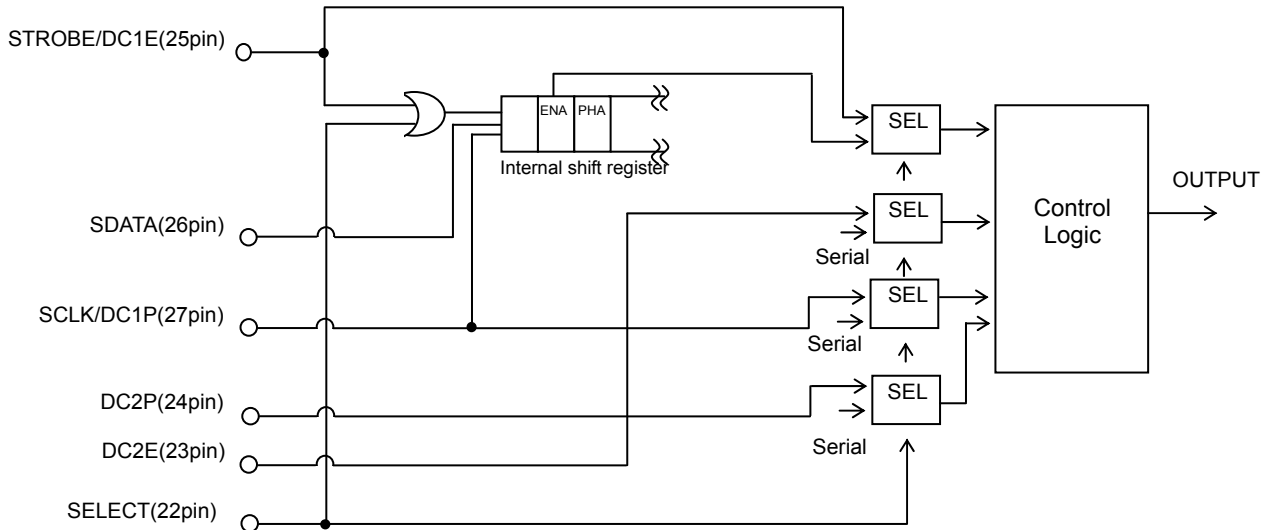 STROBE/DC1E(25pin)
ENA
PHA
SEL
Internal shift register
OUTPUT
SDATA(26pin)
SEL
Control
Logic
Serial
SEL
SCLK/DC1P(27pin)
Serial
SEL
DC2P(24pin)
Serial
DC2E(23pin)
SELECT(22pin)